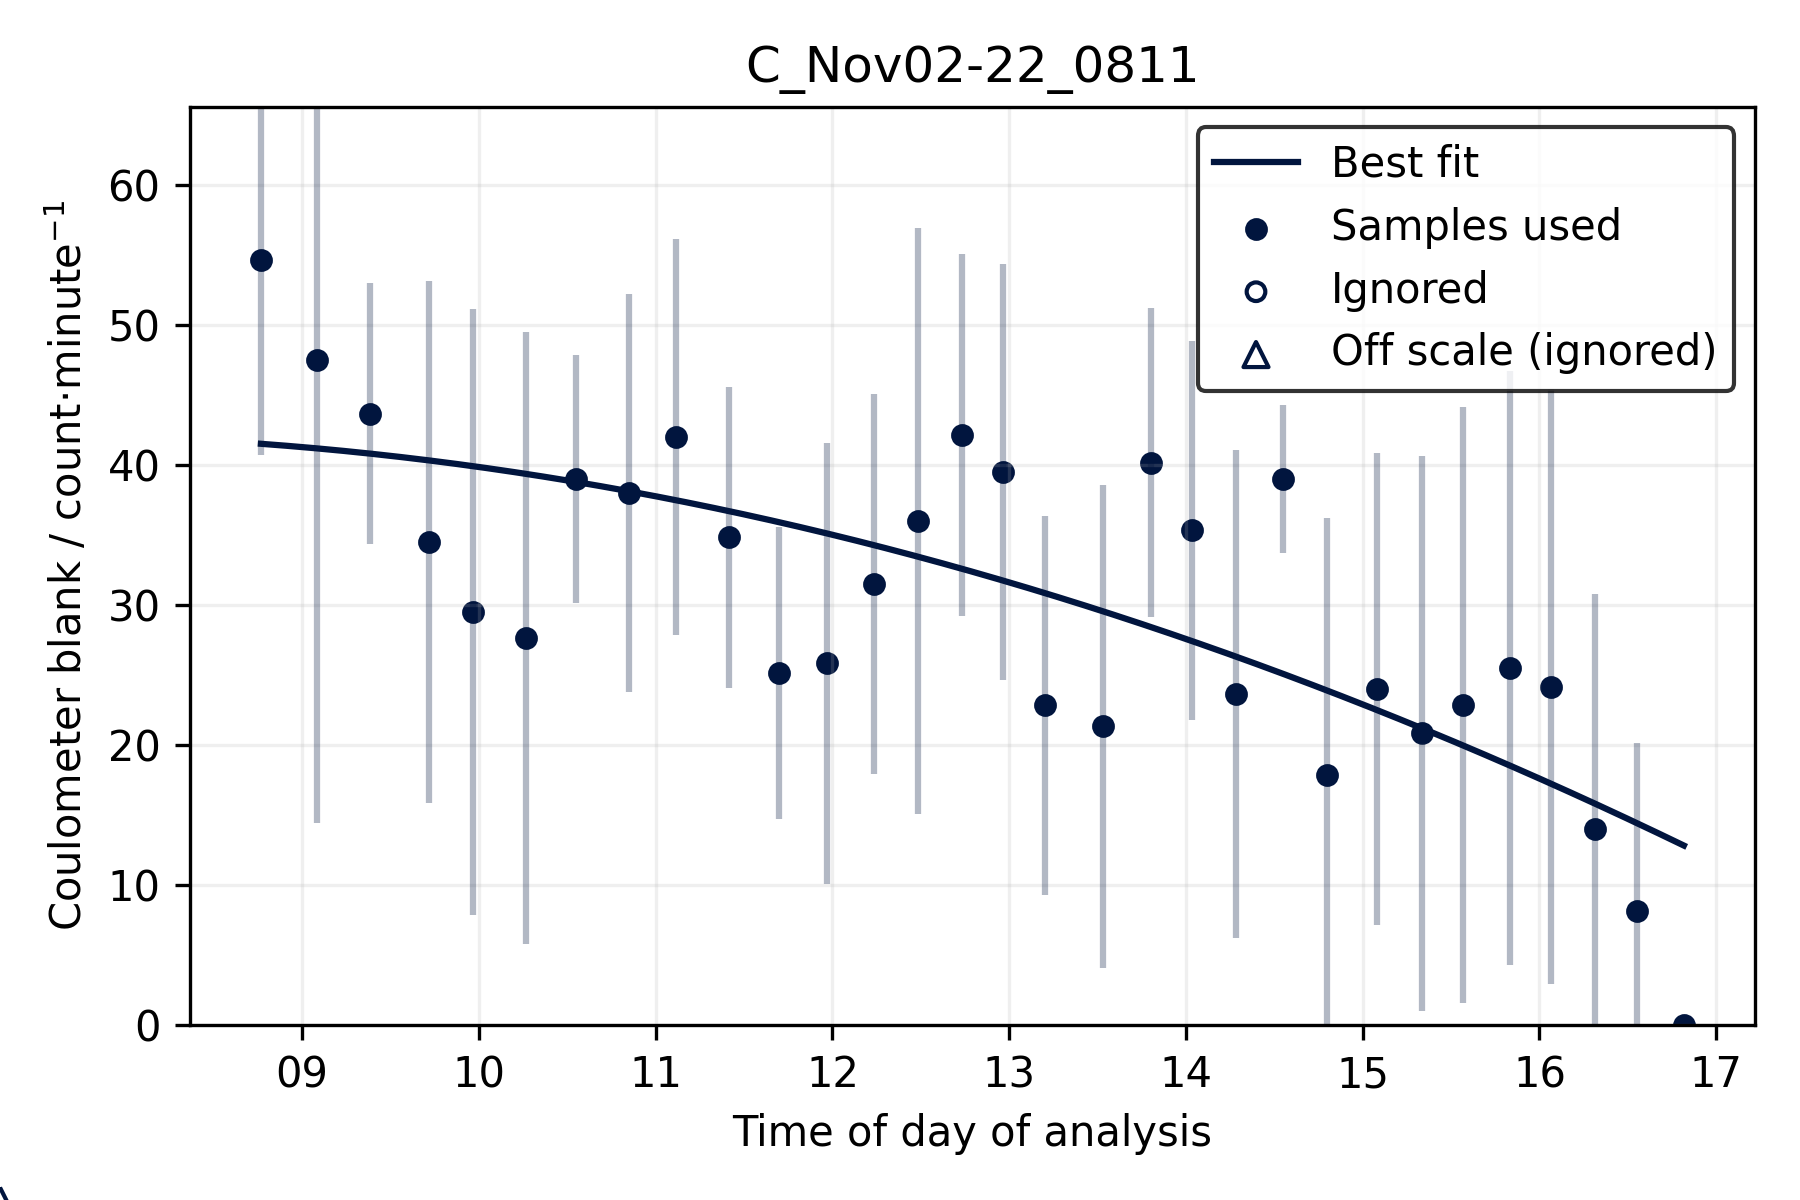 C_Nov02-22_0811
Best fit
Samples used
Ignored
Off scale (ignored)
Coulometer blank / count·minute⁻¹
60
50
40
30
20
10
0
09 10 11 12 13 14 15 16 17
Time of day of analysis